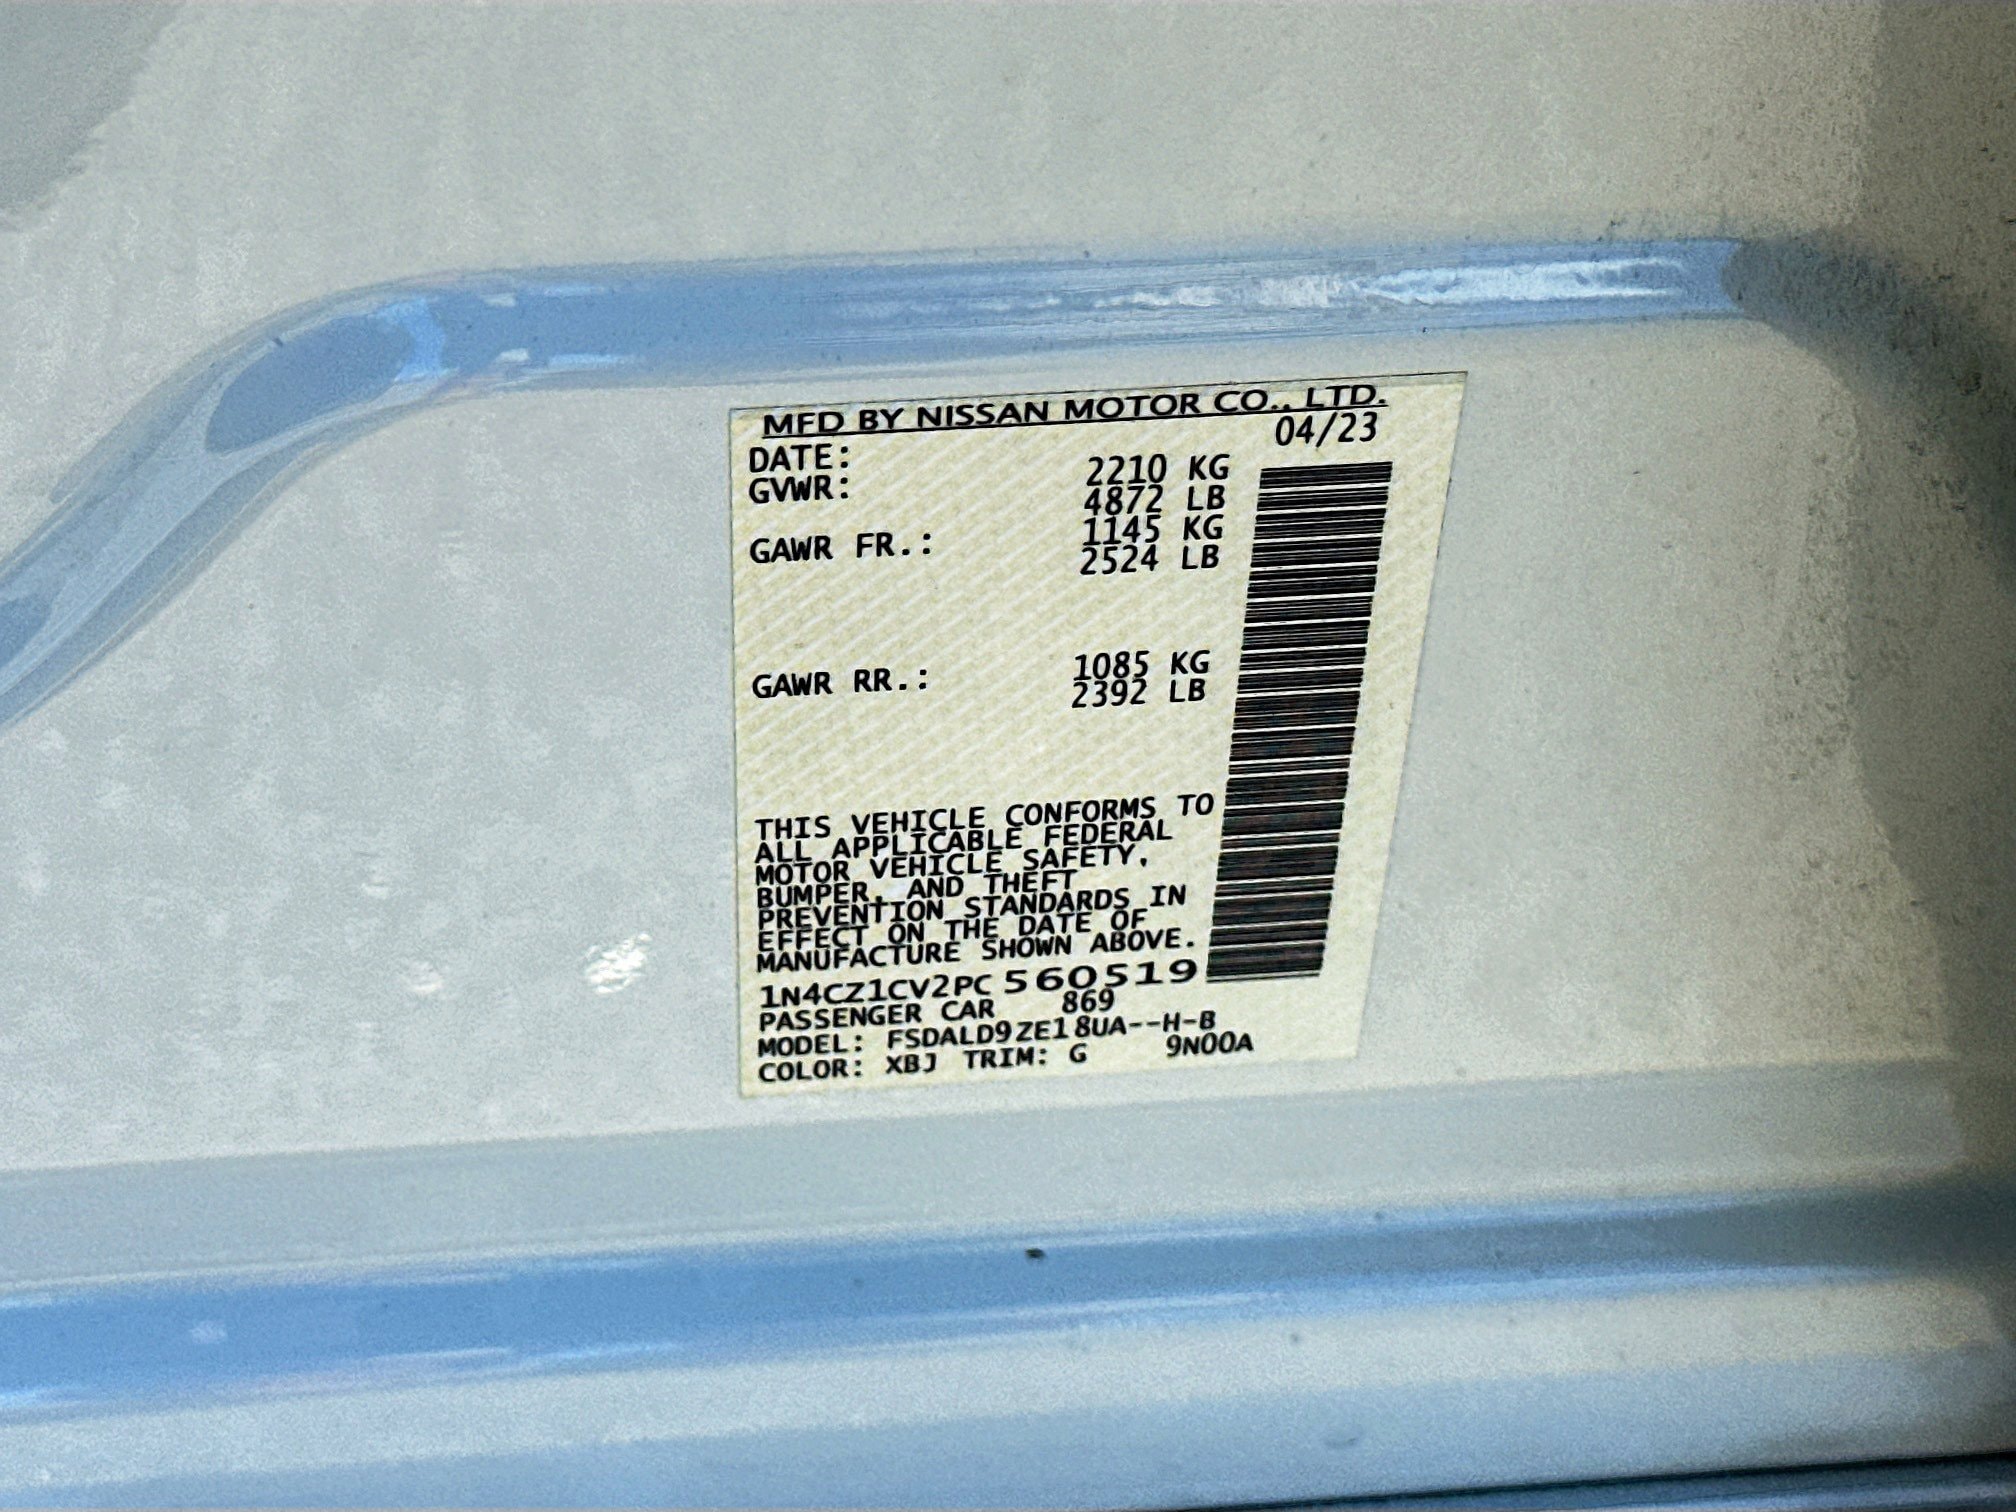 MFD BY NISSAN MOTOR CO., LTD.
DATE: 04/23
GVWR: 2210 KG
4872 LB
GAWR FR.: 1145 KG
2524 LB
GAWR RR.: 1085 KG
2392 LB
THIS VEHICLE CONFORMS TO
ALL APPLICABLE FEDERAL
MOTOR VEHICLE SAFETY,
BUMPER, AND THEFT
PREVENTION STANDARDS IN
EFFECT ON THE DATE OF
MANUFACTURE SHOWN ABOVE.
1N4CZ1CV2PC560519
PASSENGER CAR 869
MODEL: FSDALD9ZE18UA--H-B
COLOR: XBJ TRIM: G 9N00A